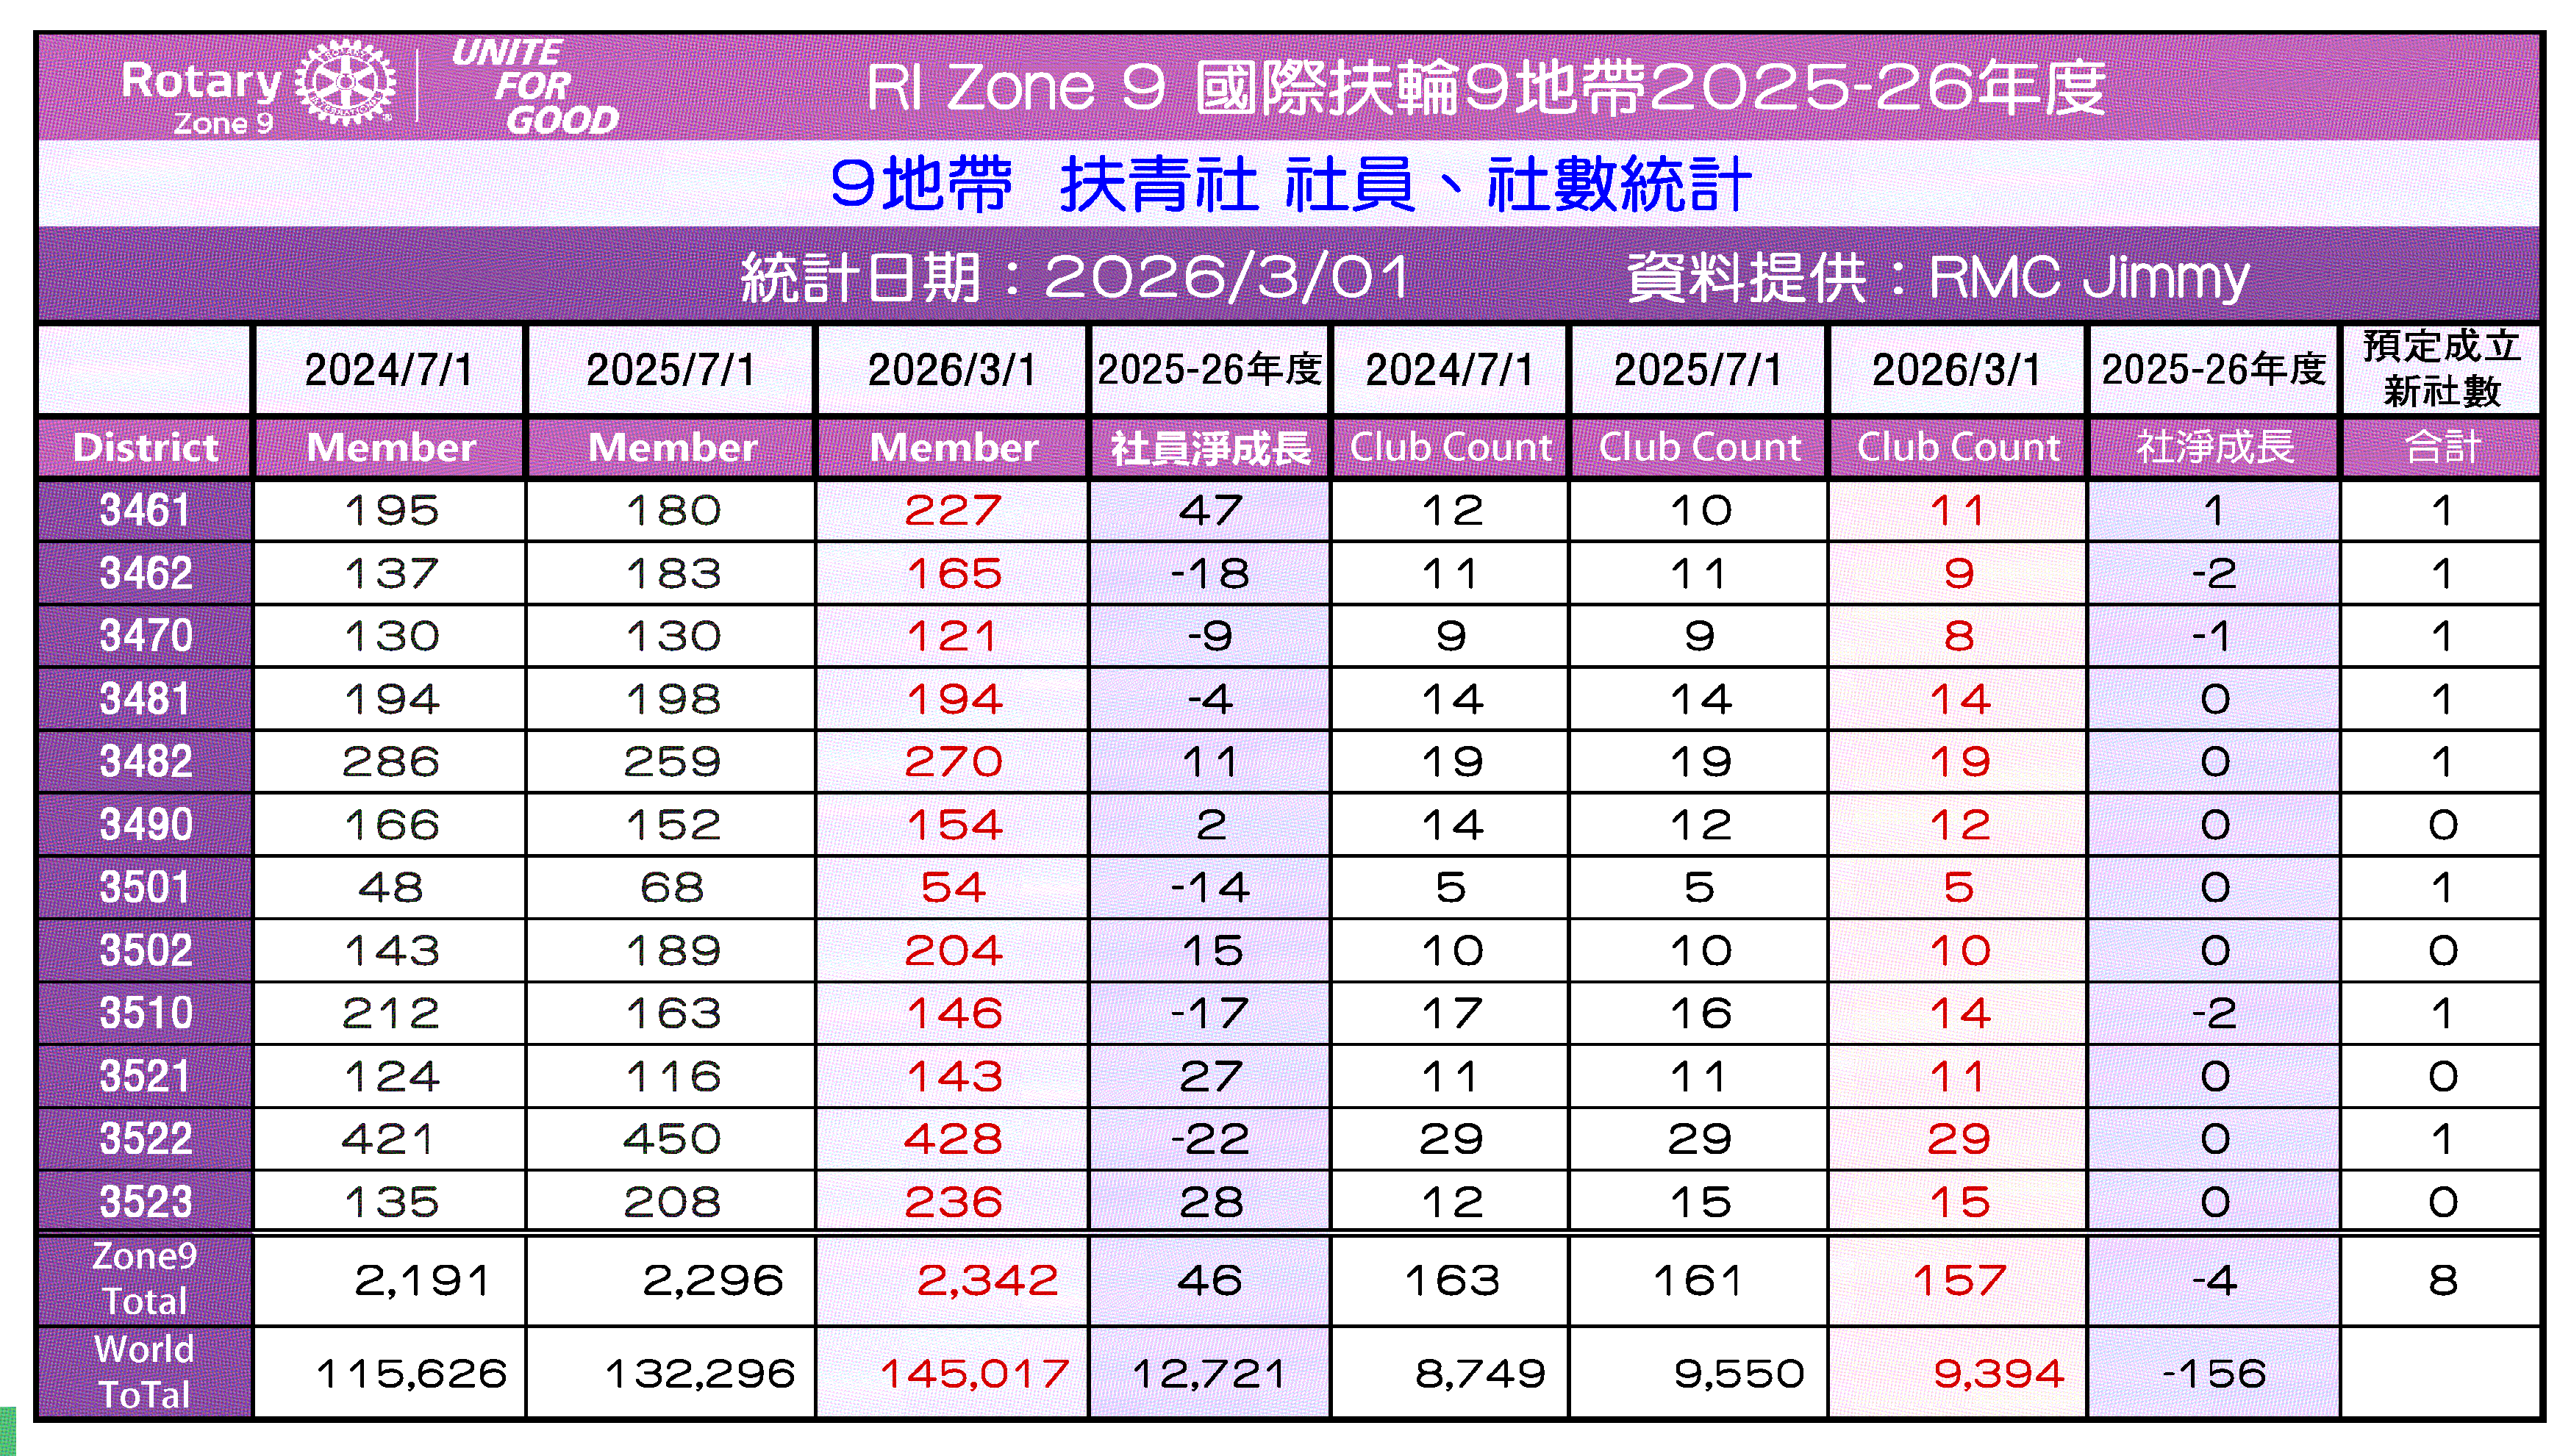 Rotary
Zone 9
ROTARY INTERNATIONAL
UNITE
FOR
GOOD
RI Zone 9 國際扶輪9地帶2025-26年度
9地帶 扶青社 社員、社數統計
統計日期：2026/3/01 資料提供：RMC Jimmy
2024/7/1 2025/7/1 2026/3/1 2025-26年度 2024/7/1 2025/7/1 2026/3/1 2025-26年度 預定成立新社數
District Member Member Member 社員淨成長 Club Count Club Count Club Count 社淨成長 合計
3461 195 180 227 47 12 10 11 1 1
3462 137 183 165 -18 11 11 9 -2 1
3470 130 130 121 -9 9 9 8 -1 1
3481 194 198 194 -4 14 14 14 0 1
3482 286 259 270 11 19 19 19 0 1
3490 166 152 154 2 14 12 12 0 0
3501 48 68 54 -14 5 5 5 0 1
3502 143 189 204 15 10 10 10 0 0
3510 212 163 146 -17 17 16 14 -2 1
3521 124 116 143 27 11 11 11 0 0
3522 421 450 428 -22 29 29 29 0 1
3523 135 208 236 28 12 15 15 0 0
Zone9 Total 2,191 2,296 2,342 46 163 161 157 -4 8
World ToTal 115,626 132,296 145,017 12,721 8,749 9,550 9,394 -156